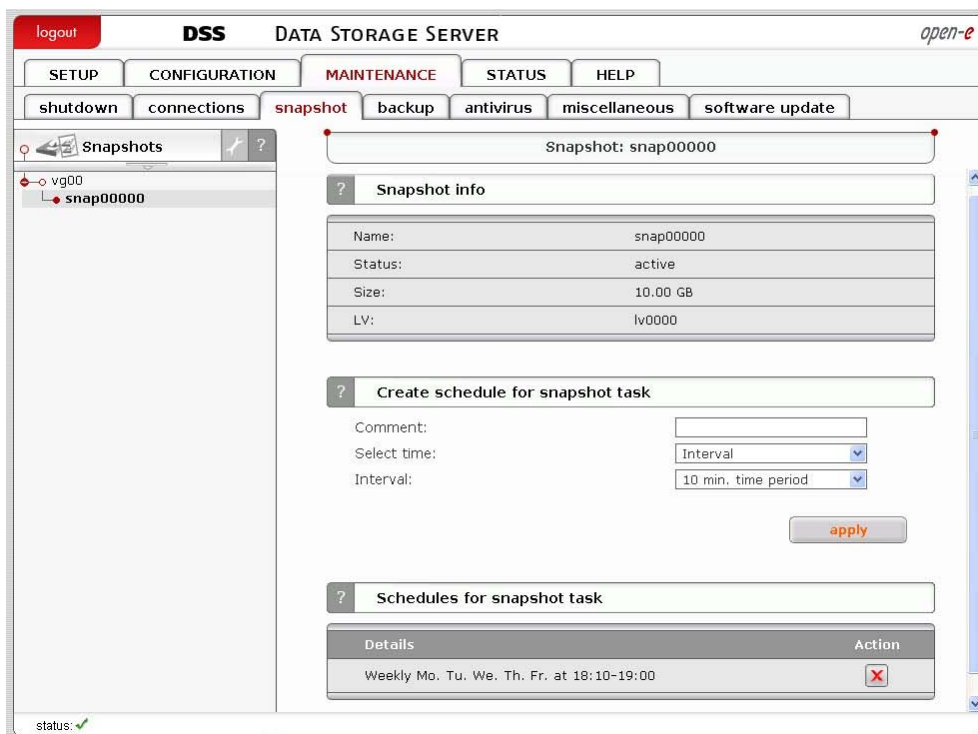 logout
DSS DATA STORAGE SERVER
open-e
SETUP CONFIGURATION MAINTENANCE STATUS HELP
shutdown connections snapshot backup antivirus miscellaneous software update
Snapshots ?
vg00
snap00000
Snapshot: snap00000
? Snapshot info
Name: snap00000
Status: active
Size: 10.00 GB
LV: lv0000
? Create schedule for snapshot task
Comment:
Select time: Interval
Interval: 10 min. time period
apply
? Schedules for snapshot task
Details Action
Weekly Mo. Tu. We. Th. Fr. at 18:10-19:00
status: